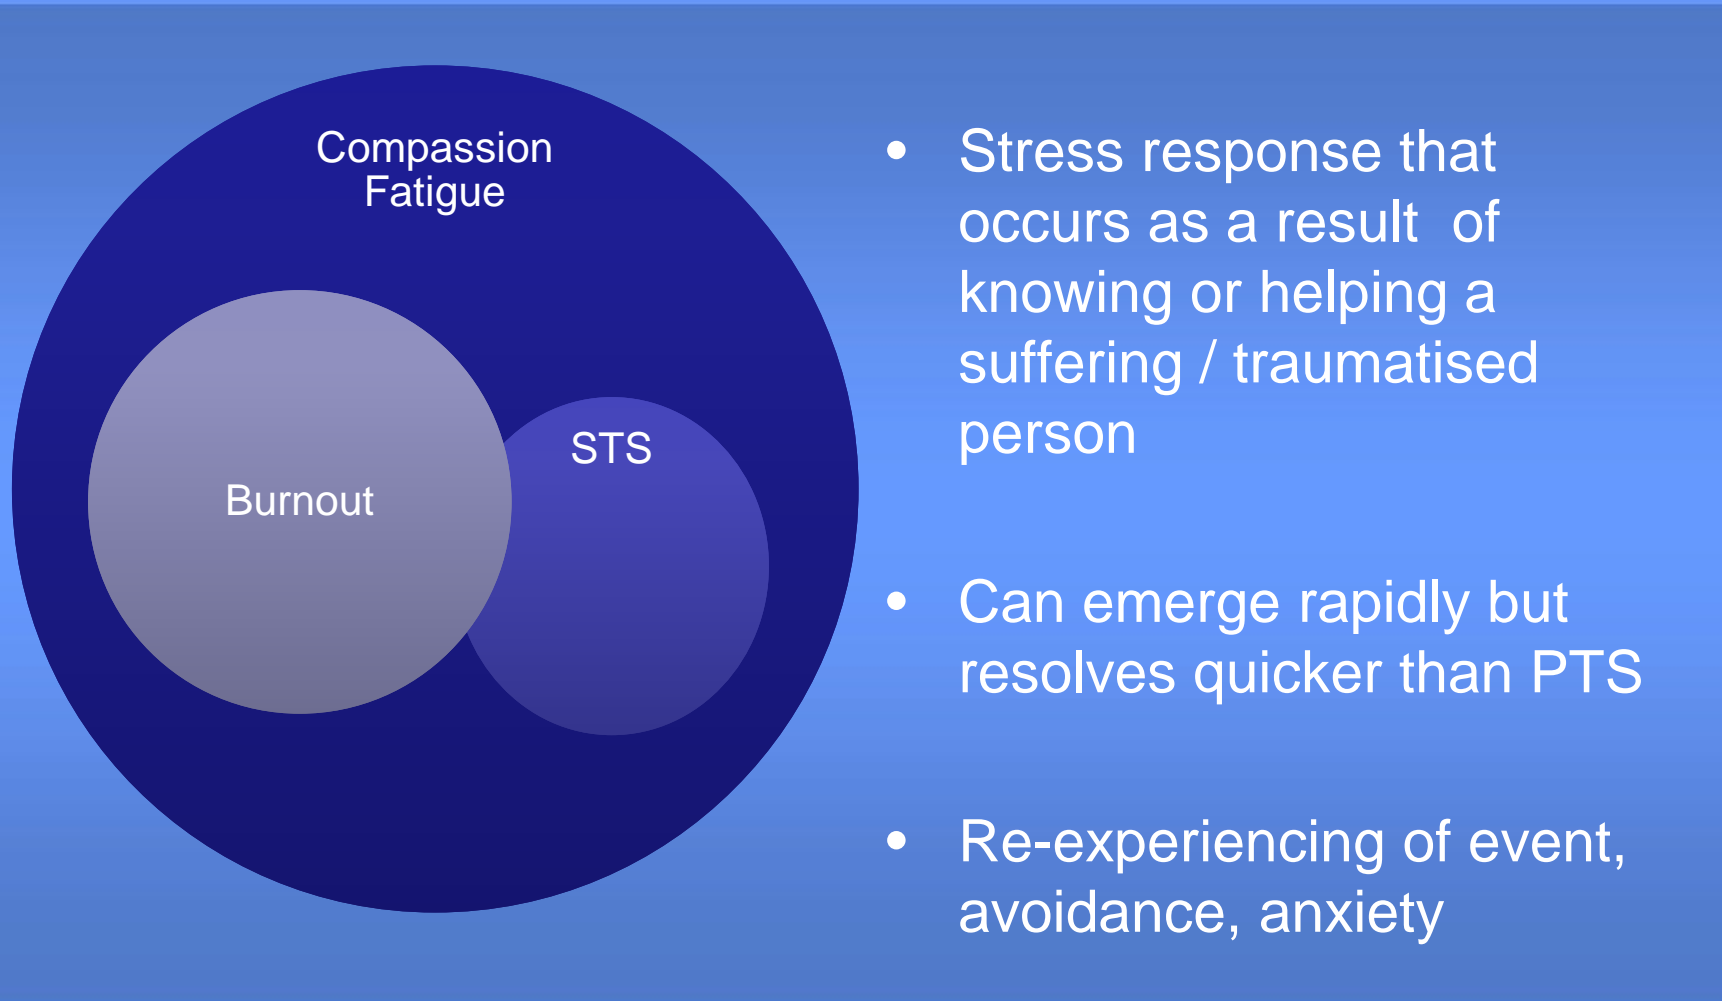 Compassion
Fatigue
Burnout
STS
• Stress response that
occurs as a result  of
knowing or helping a
suffering / traumatised
person
• Can emerge rapidly but
resolves quicker than PTS
• Re-experiencing of event,
avoidance, anxiety